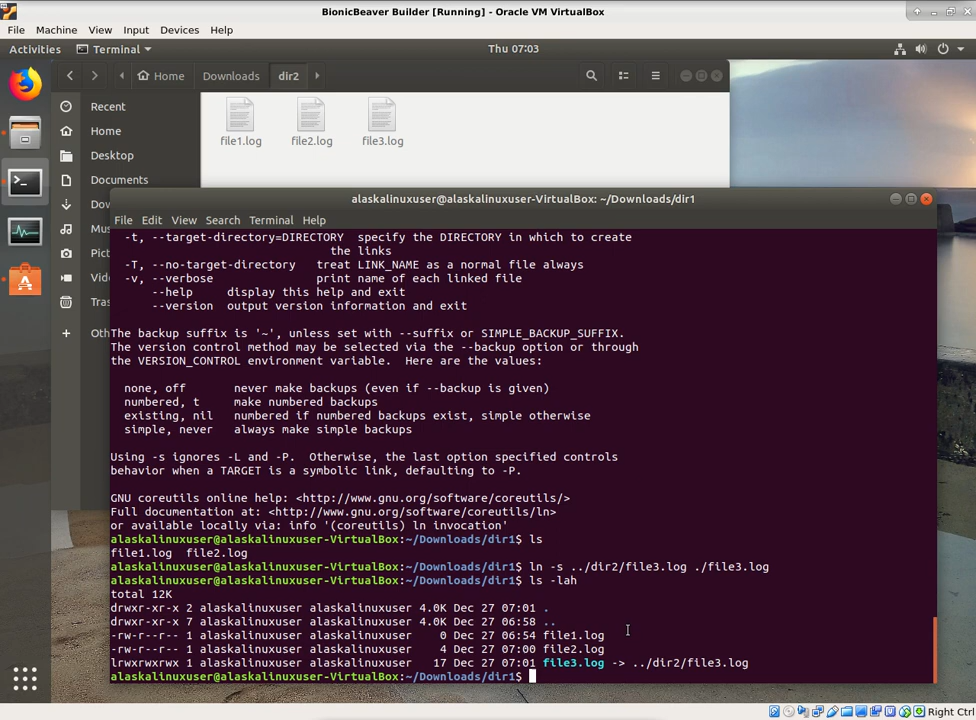 BionicBeaver Builder [Running] - Oracle VM VirtualBox
File Machine View Input Devices Help
Activities Terminal Thu 07:03
Home Downloads dir2
Recent
Home
Desktop
Documents
Dow
Mus
Pict
Vide
Tras
Oth
file1.log file2.log file3.log
alaskalinuxuser@alaskalinuxuser-VirtualBox: ~/Downloads/dir1
File Edit View Search Terminal Help
-t, --target-directory=DIRECTORY specify the DIRECTORY in which to create
the links
-T, --no-target-directory treat LINK_NAME as a normal file always
-v, --verbose print name of each linked file
--help display this help and exit
--version output version information and exit
The backup suffix is '~', unless set with --suffix or SIMPLE_BACKUP_SUFFIX.
The version control method may be selected via the --backup option or through
the VERSION_CONTROL environment variable. Here are the values:
none, off never make backups (even if --backup is given)
numbered, t make numbered backups
existing, nil numbered if numbered backups exist, simple otherwise
simple, never always make simple backups
Using -s ignores -L and -P. Otherwise, the last option specified controls
behavior when a TARGET is a symbolic link, defaulting to -P.
GNU coreutils online help: <http://www.gnu.org/software/coreutils/>
Full documentation at: <http://www.gnu.org/software/coreutils/ln>
or available locally via: info '(coreutils) ln invocation'
alaskalinuxuser@alaskalinuxuser-VirtualBox:~/Downloads/dir1$ ls
file1.log file2.log
alaskalinuxuser@alaskalinuxuser-VirtualBox:~/Downloads/dir1$ ln -s ../dir2/file3.log ./file3.log
alaskalinuxuser@alaskalinuxuser-VirtualBox:~/Downloads/dir1$ ls -lah
total 12K
drwxr-xr-x 2 alaskalinuxuser alaskalinuxuser 4.0K Dec 27 07:01 .
drwxr-xr-x 7 alaskalinuxuser alaskalinuxuser 4.0K Dec 27 06:58 ..
-rw-r--r-- 1 alaskalinuxuser alaskalinuxuser 0 Dec 27 06:54 file1.log
-rw-r--r-- 1 alaskalinuxuser alaskalinuxuser 4 Dec 27 07:00 file2.log
lrwxrwxrwx 1 alaskalinuxuser alaskalinuxuser 17 Dec 27 07:01 file3.log -> ../dir2/file3.log
alaskalinuxuser@alaskalinuxuser-VirtualBox:~/Downloads/dir1$
Right Ctrl